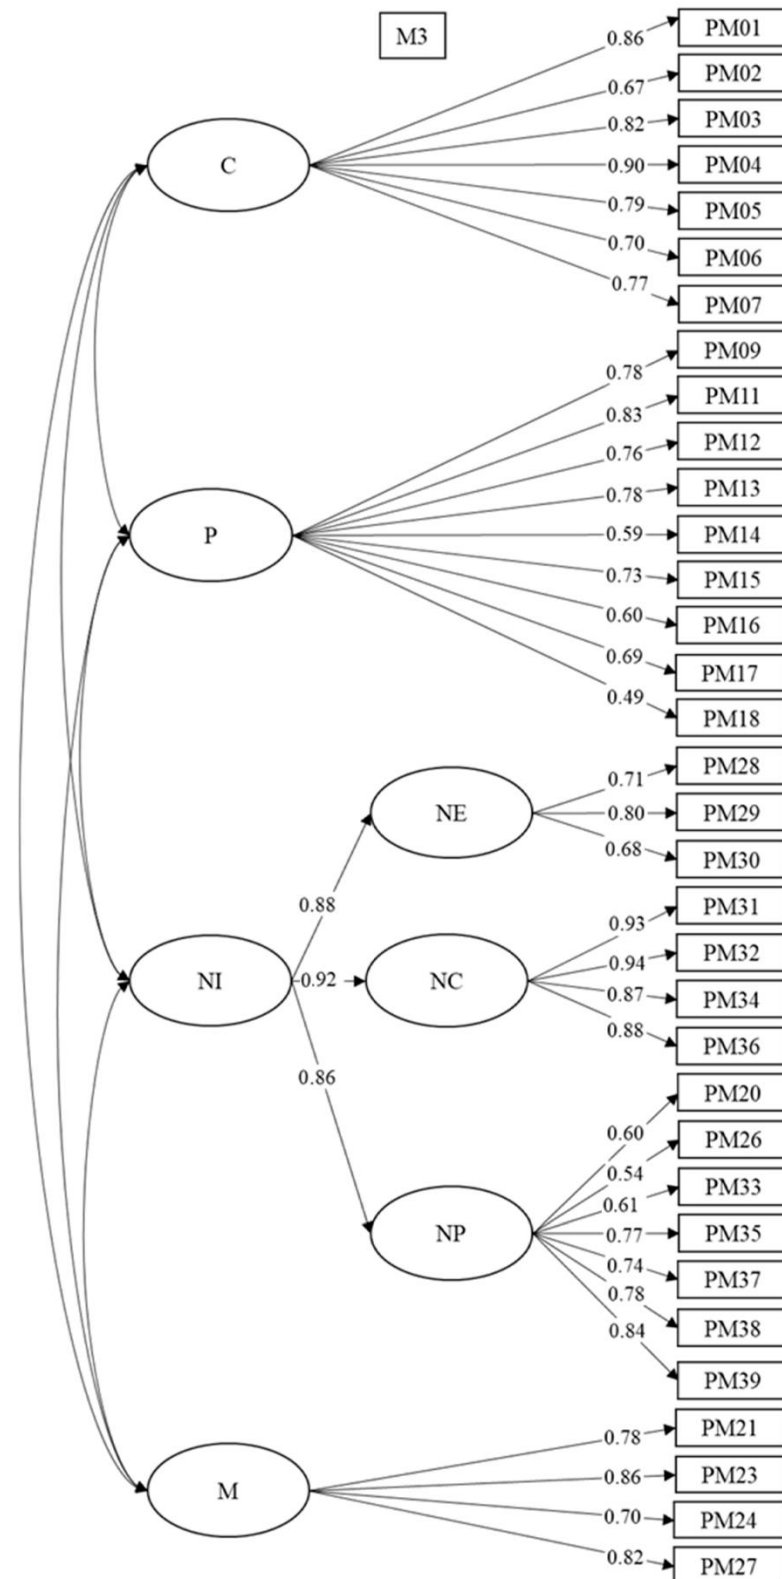 M3
C
0.86
PM01
0.67
PM02
0.82
PM03
0.90
PM04
0.79
PM05
0.70
PM06
0.77
PM07
P
0.78
PM09
0.83
PM11
0.76
PM12
0.78
PM13
0.59
PM14
0.73
PM15
0.60
PM16
0.69
PM17
0.49
PM18
NI
0.88
NE
0.71
PM28
0.80
PM29
0.68
PM30
0.92
NC
0.93
PM31
0.94
PM32
0.87
PM34
0.88
PM36
0.86
NP
0.60
PM20
0.54
PM26
0.61
PM33
0.77
PM35
0.74
PM37
0.78
PM38
0.84
PM39
M
0.78
PM21
0.86
PM23
0.70
PM24
0.82
PM27